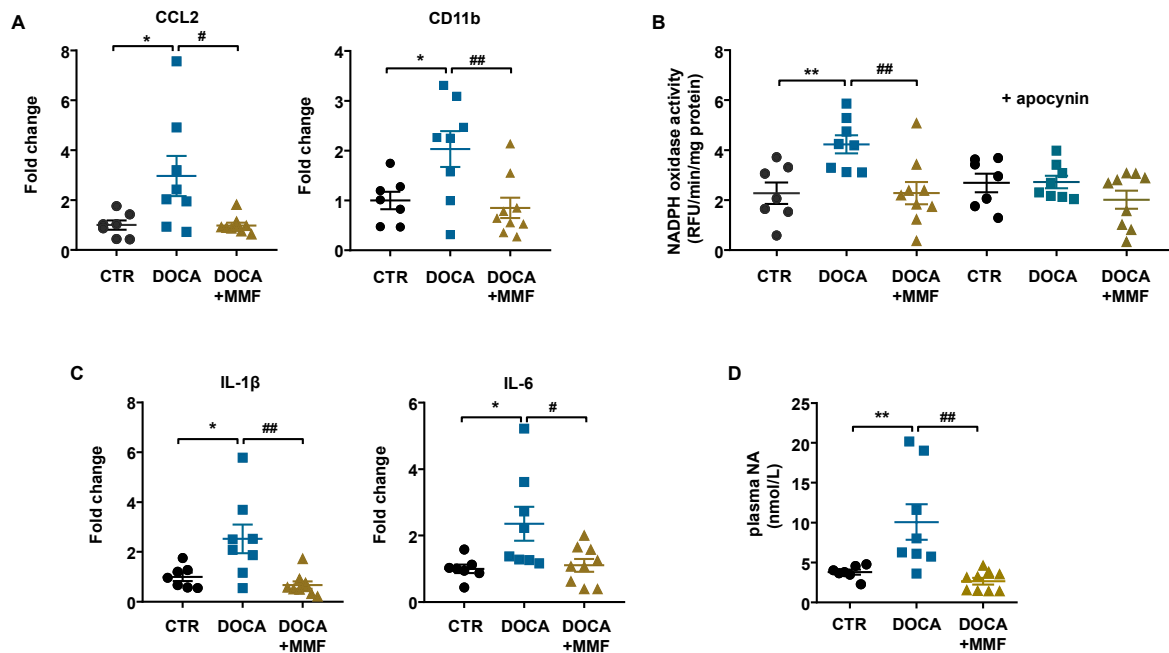 A
CCL2
* #
Fold change
8
6
4
2
0
CTR DOCA DOCA
+MMF
CD11b
* ##
Fold change
4
3
2
1
0
CTR DOCA DOCA
+MMF
B
NADPH oxidase activity
(RFU/min/mg protein)
** ##
+ apocynin
8
6
4
2
0
CTR DOCA DOCA CTR DOCA DOCA
+MMF +MMF
C
IL-1β
* ##
Fold change
8
6
4
2
0
CTR DOCA DOCA
+MMF
IL-6
* #
Fold change
6
4
2
0
CTR DOCA DOCA
+MMF
D
plasma NA
(nmol/L)
** ##
25
20
15
10
5
0
CTR DOCA DOCA
+MMF